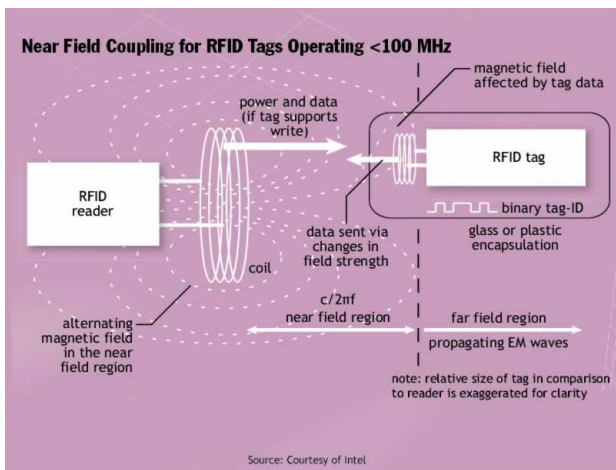 Near Field Coupling for RFID Tags Operating <100 MHz
magnetic field
affected by tag data
power and data
(if tag supports
write)
RFID
reader
RFID tag
binary tag-ID
glass or plastic
encapsulation
data sent via
changes in
field strength
coil
alternating
magnetic field
in the near
field region
c/2πf
near field region
far field region
propagating EM waves
note: relative size of tag in comparison
to reader is exaggerated for clarity
Source: Courtesy of Intel